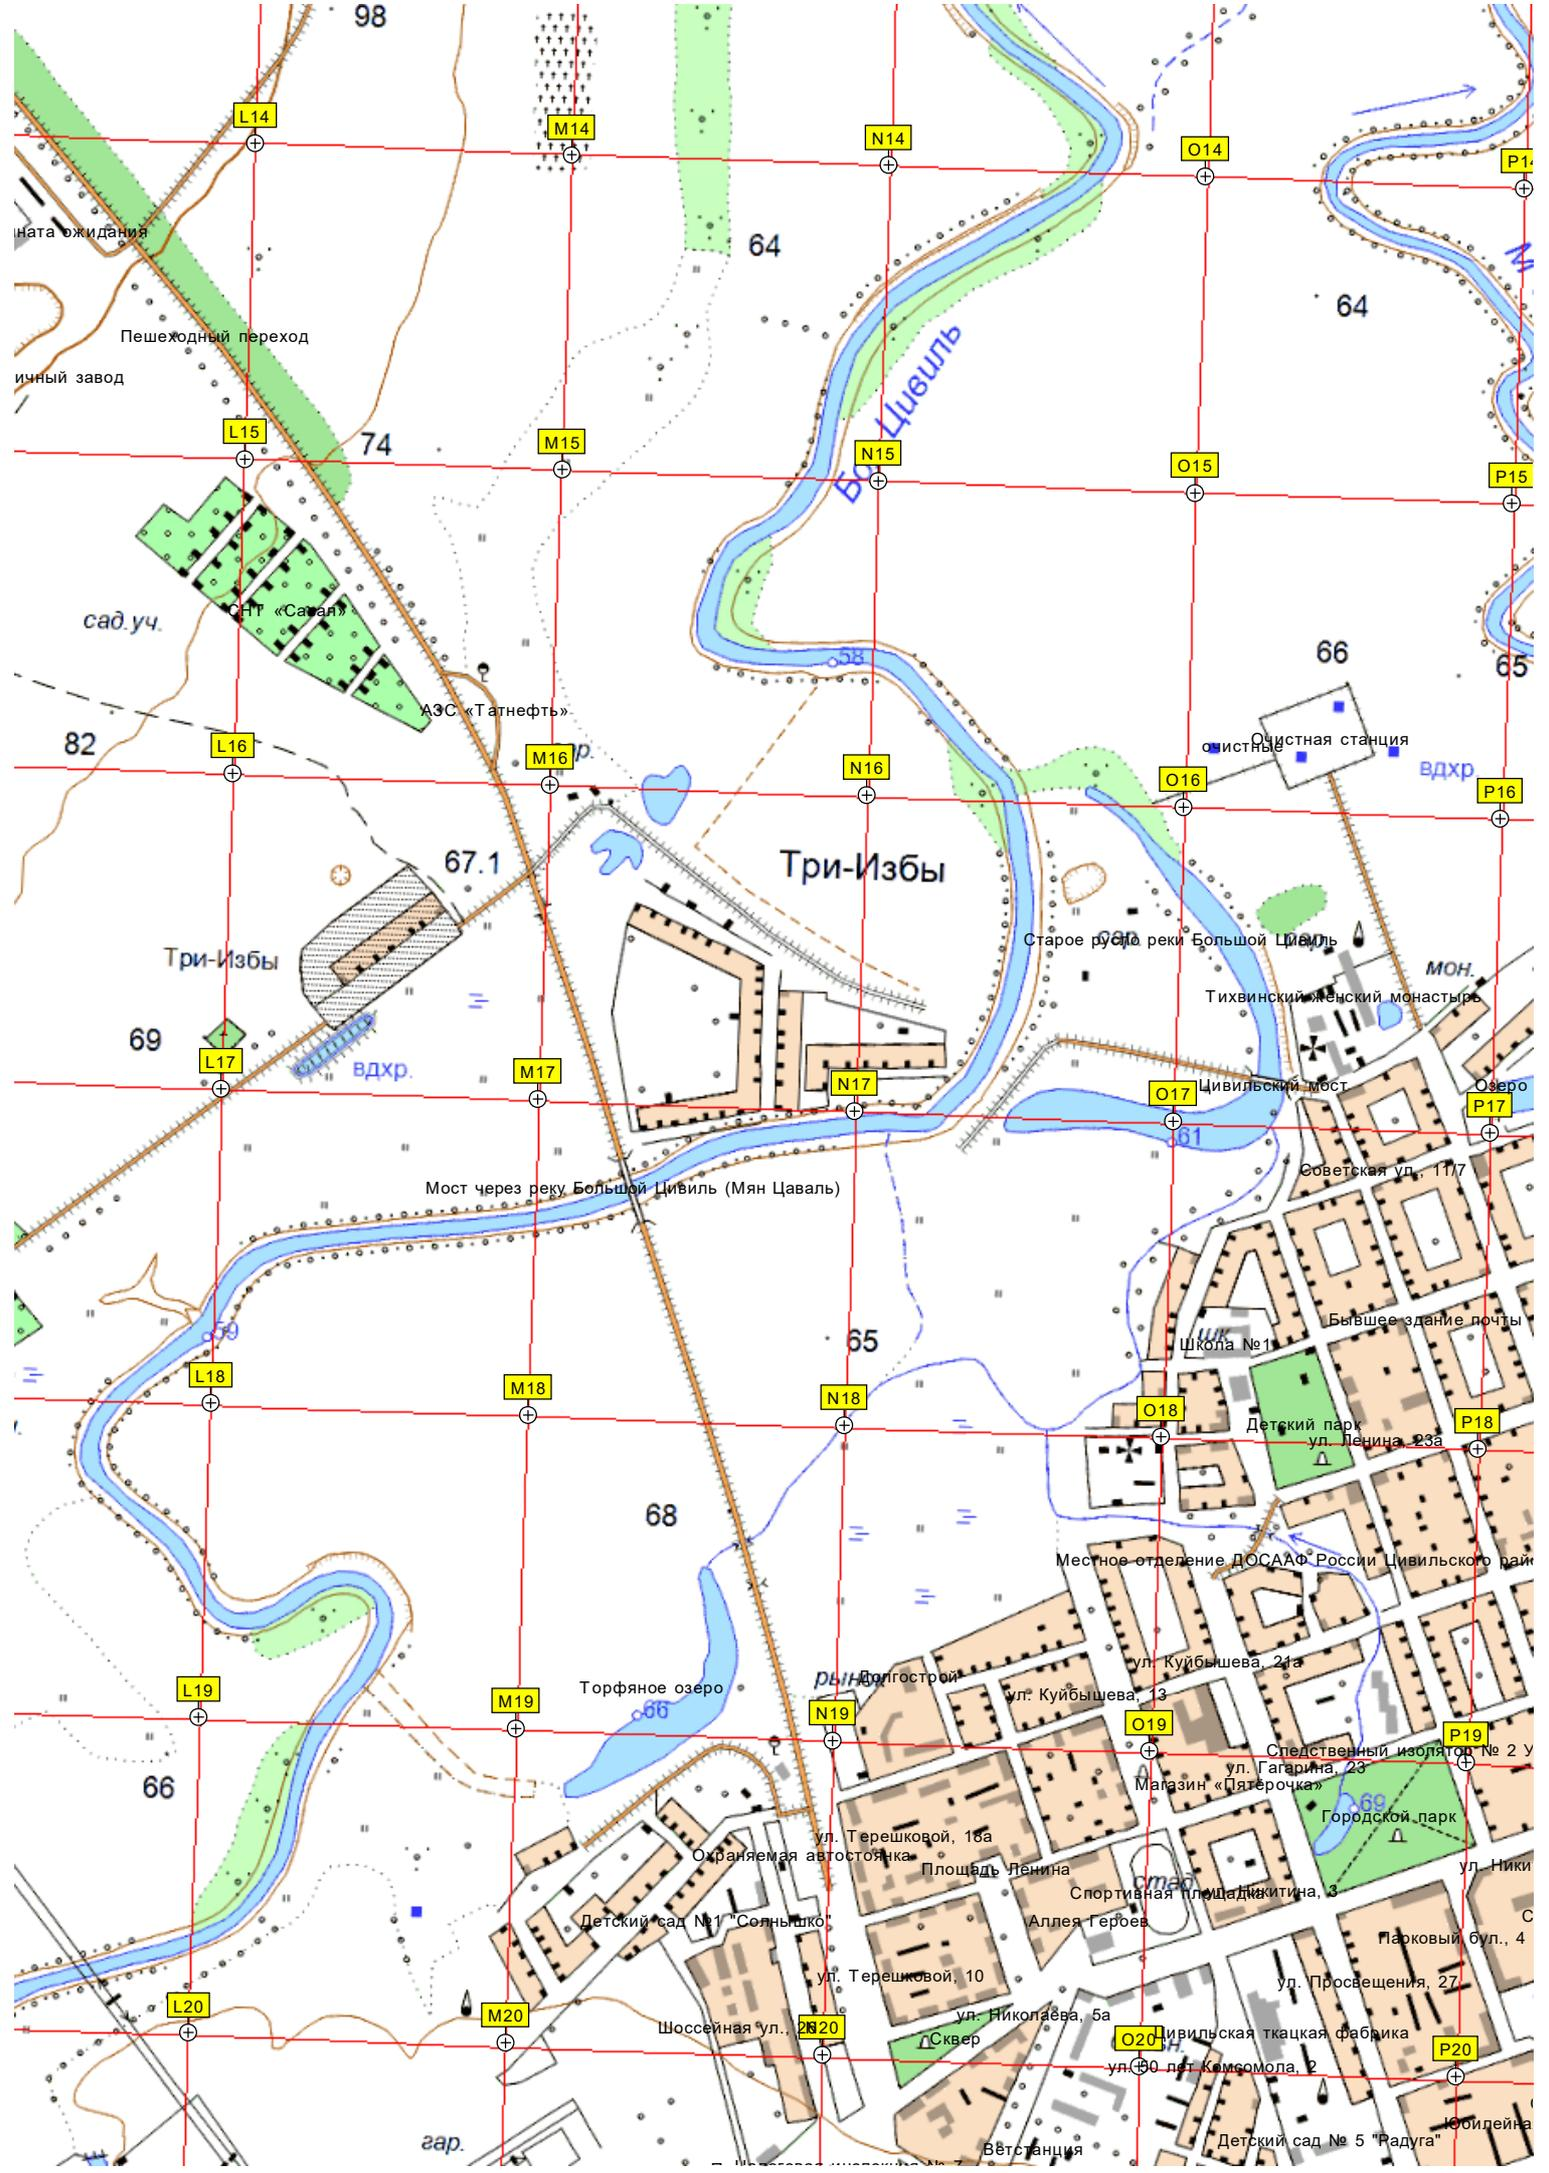 98
L14
M14
N14
O14
P14
ната ожидания
64
64
Пешеходный переход
ичный завод
Цивиль
L15
74
M15
N15
O15
P15
СНТ «Сахал»
сад.уч.
58
66
65
АЗС «Татнефть»
82
L16
M16
N16
O16
P16
очистные
Очистная станция
вдхр.
67.1
Три-Избы
Три-Избы
Старое русло реки Большой Цивиль
мон.
Тихвинский женский монастырь
69
L17
вдхр.
M17
N17
O17
Цивильский мост
Озеро
P17
61
Советская ул., 11/7
Мост через реку Большой Цивиль (Мян Цаваль)
59
65
Бывшее здание почты
шк.
Школа №1
L18
M18
N18
O18
P18
Детский парк
ул. Ленина, 23а
68
Местное отделение ДОСААФ России Цивильского рай
ул. Куйбышева, 21а
Долгострой
ул. Куйбышева, 13
Торфяное озеро
66
L19
M19
N19
O19
P19
Следственный изолятор № 2 У
ул. Гагарина, 23
Магазин «Пятёрочка»
66
69
Городской парк
ул. Терешковой, 18а
Охраняемая автостоянка
Площадь Ленина
ул. Ники
стад.
Спортивная площадка
ул. Никитина, 3
Детский сад №1 "Солнышко"
Аллея Героев
С
Парковый бул., 4
ул. Терешковой, 10
ул. Просвещения, 27
L20
M20
Шоссейная ул.,
N20
ул. Николаева, 5а
Сквер
O20
Цивильская ткацкая фабрика
P20
ул. 50 лет Комсомола, 2
Юбилейна
гар.
Ветстанция
Детский сад № 5 "Радуга"